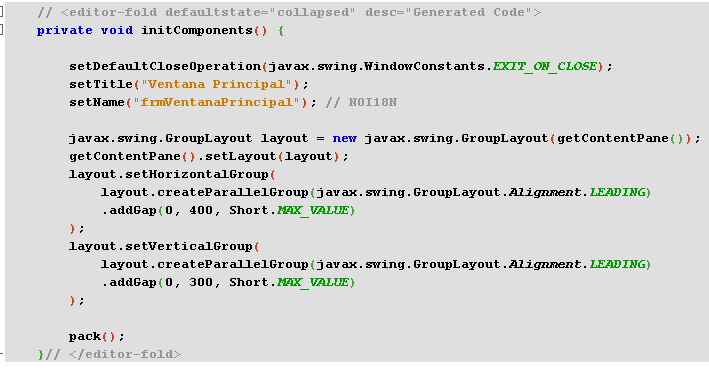 // <editor-fold defaultstate="collapsed" desc="Generated Code">
private void initComponents() {
setDefaultCloseOperation(javax.swing.WindowConstants.EXIT_ON_CLOSE);
setTitle("Ventana Principal");
setName("frmVentanaPrincipal"); // NOI18N
javax.swing.GroupLayout layout = new javax.swing.GroupLayout(getContentPane());
getContentPane().setLayout(layout);
layout.setHorizontalGroup(
layout.createParallelGroup(javax.swing.GroupLayout.Alignment.LEADING)
.addGap(0, 400, Short.MAX_VALUE)
);
layout.setVerticalGroup(
layout.createParallelGroup(javax.swing.GroupLayout.Alignment.LEADING)
.addGap(0, 300, Short.MAX_VALUE)
);
pack();
}// </editor-fold>